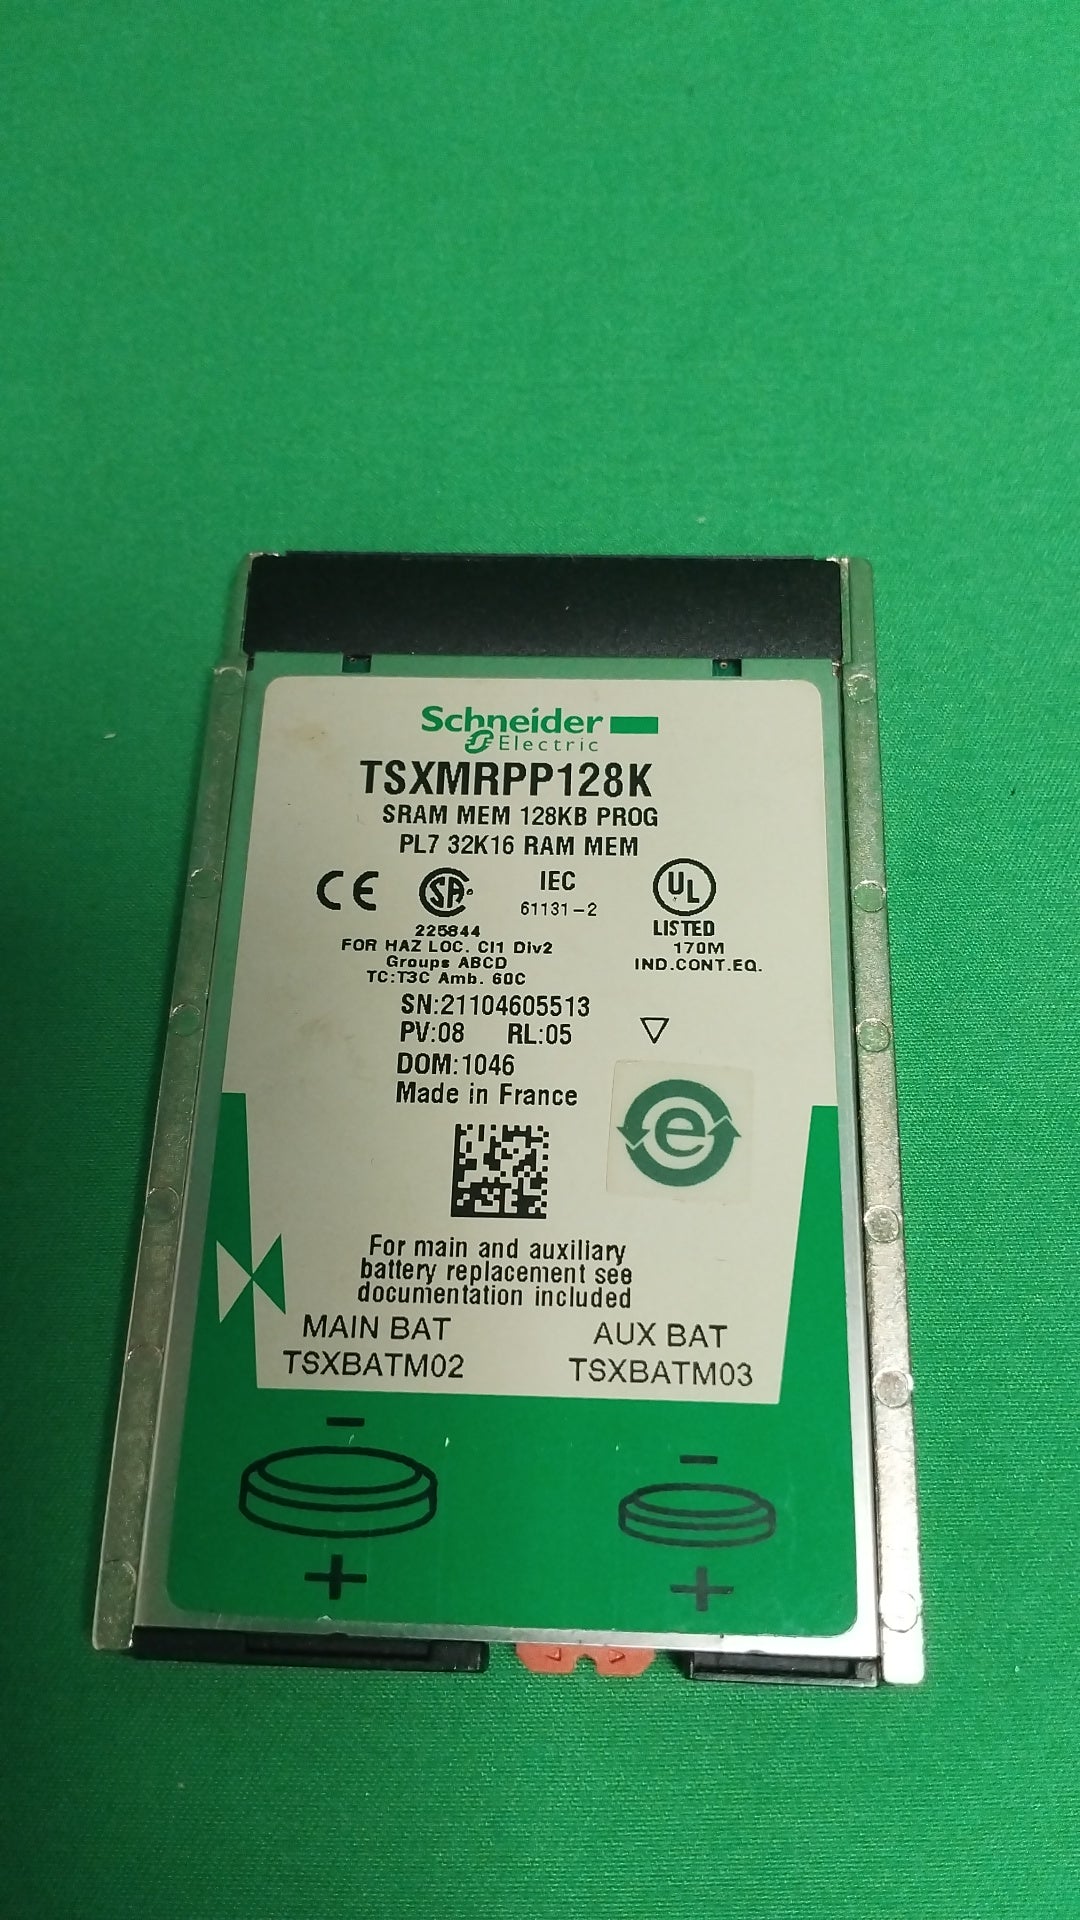 Schneider
Electric
TSXMRPP128K
SRAM MEM 128KB PROG
PL7 32K16 RAM MEM
CE SA IEC UL
61131-2
225844 LISTED
FOR HAZ LOC. Cl1 Div2 170M
Groups ABCD IND.CONT.EQ.
TC:T3C Amb. 60C
SN:21104605513
PV:08 RL:05
DOM:1046
Made in France
e
For main and auxiliary
battery replacement see
documentation included
MAIN BAT AUX BAT
TSXBATM02 TSXBATM03
- -
+ +